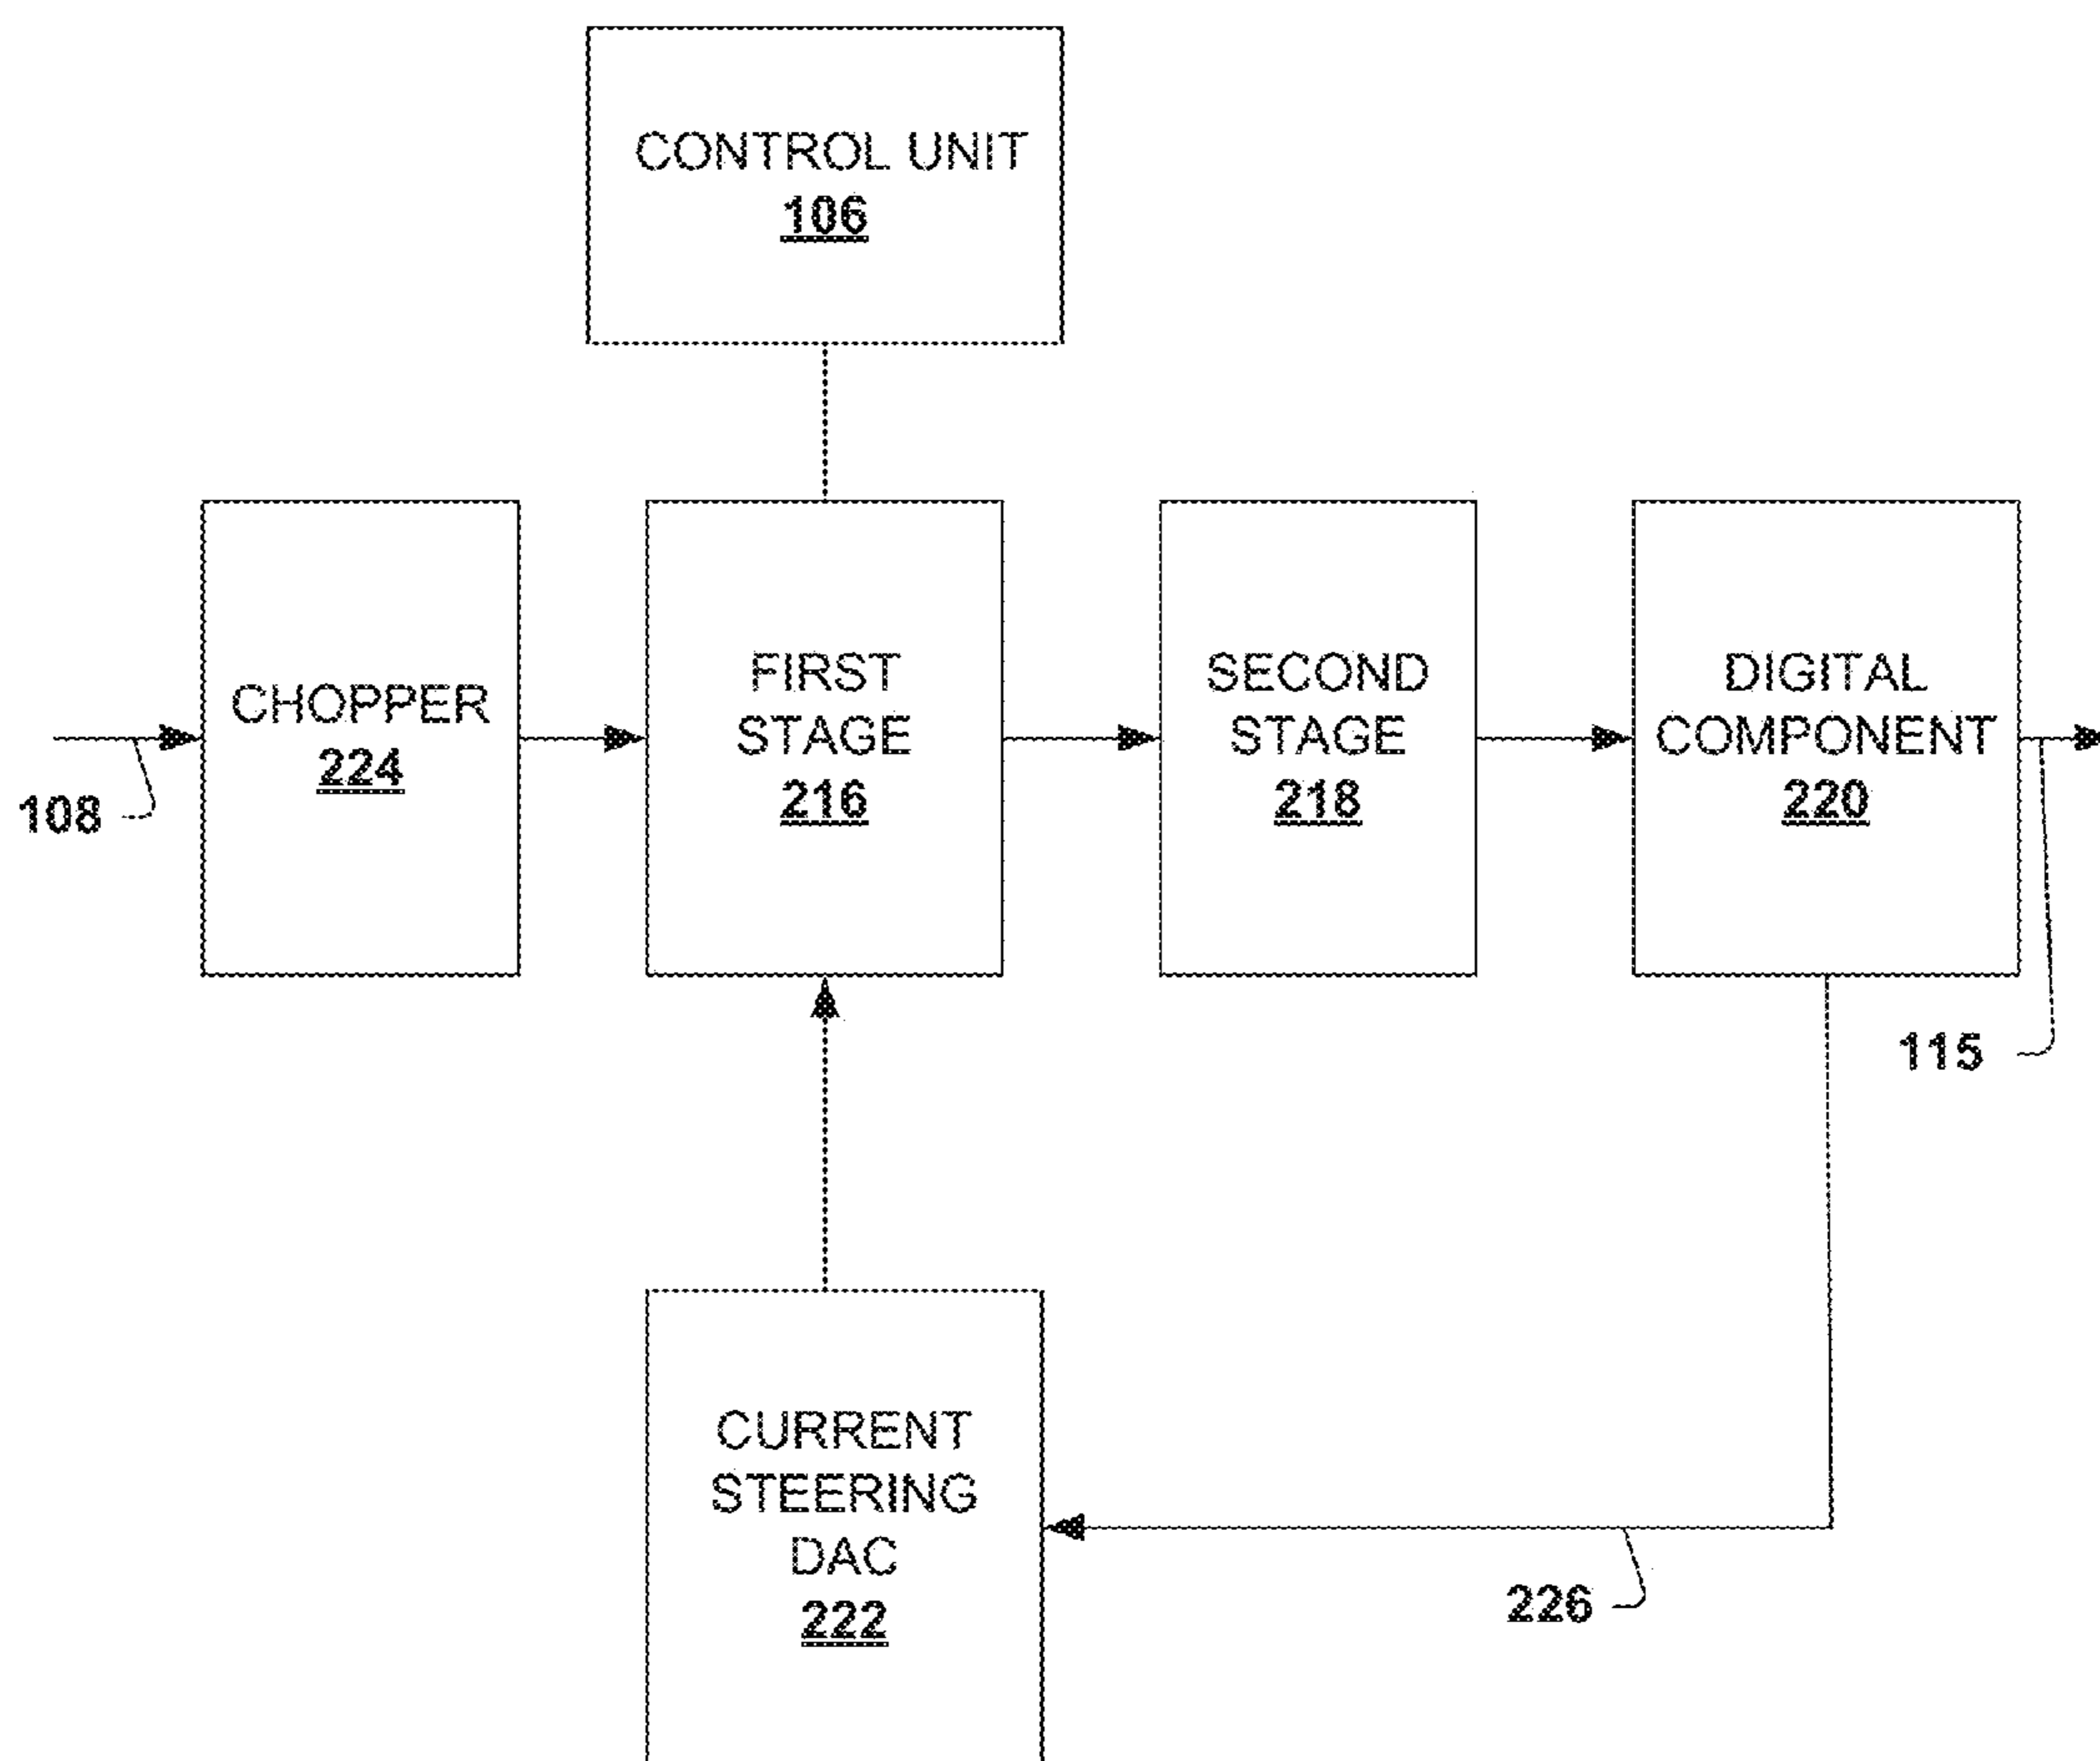 CONTROL UNIT
106
CHOPPER
224
FIRST
STAGE
216
SECOND
STAGE
218
DIGITAL
COMPONENT
220
108
115
CURRENT
STEERING
DAC
222
226